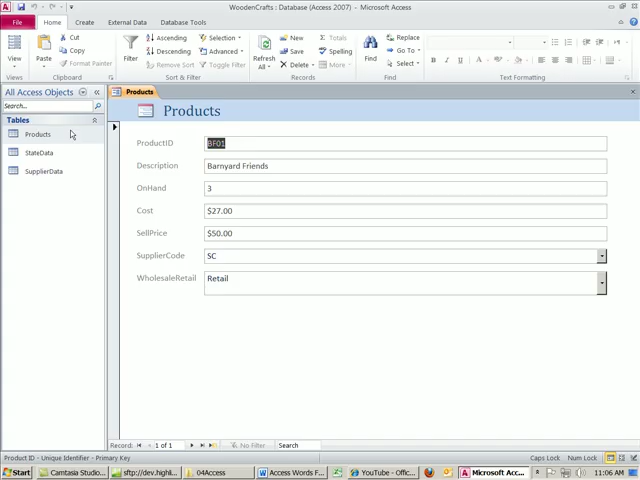 WoodenCrafts : Database (Access 2007) - Microsoft Access
File Home Create External Data Database Tools
View Paste Cut Copy Format Painter
Filter Ascending Descending Remove Sort Selection Advanced Toggle Filter
Refresh All New Save Delete Totals Spelling More
Find Replace Go To Select
B I U
Views Clipboard Sort & Filter Records Find Text Formatting
All Access Objects
Search...
Tables
Products
StateData
SupplierData
Products
Products
ProductID BF01
Description Barnyard Friends
OnHand 3
Cost $27.00
SellPrice $50.00
SupplierCode SC
WholesaleRetail Retail
Record: 1 of 1 No Filter Search
Product ID - Unique Identifier - Primary Key Caps Lock Num Lock
Start Camtasia Studio... sftp://dev.highli... 04Access Access Words F... YouTube - Offic... Microsoft Acc... 11:06 AM